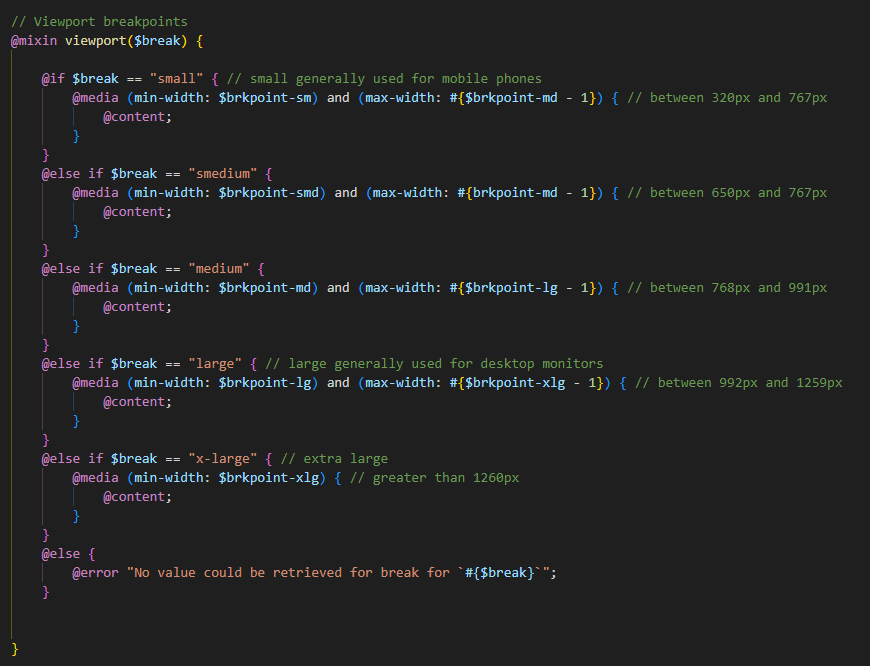 // Viewport breakpoints
@mixin viewport($break) {
@if $break == "small" { // small generally used for mobile phones
@media (min-width: $brkpoint-sm) and (max-width: #{$brkpoint-md - 1}) { // between 320px and 767px
@content;
}
}
@else if $break == "smedium" {
@media (min-width: $brkpoint-smd) and (max-width: #{brkpoint-md - 1}) { // between 650px and 767px
@content;
}
}
@else if $break == "medium" {
@media (min-width: $brkpoint-md) and (max-width: #{$brkpoint-lg - 1}) { // between 768px and 991px
@content;
}
}
@else if $break == "large" { // large generally used for desktop monitors
@media (min-width: $brkpoint-lg) and (max-width: #{$brkpoint-xlg - 1}) { // between 992px and 1259px
@content;
}
}
@else if $break == "x-large" { // extra large
@media (min-width: $brkpoint-xlg) { // greater than 1260px
@content;
}
}
@else {
@error "No value could be retrieved for break for `#{$break}`";
}
}